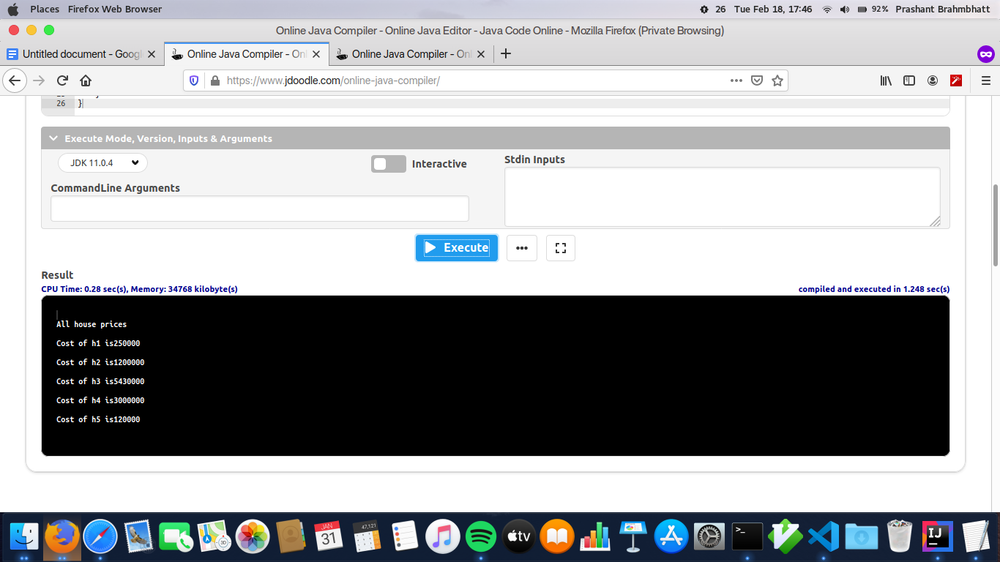 Places Firefox Web Browser 26 Tue Feb 18, 17:46 92% Prashant Brahmbhatt
Online Java Compiler - Online Java Editor - Java Code Online - Mozilla Firefox (Private Browsing)
Untitled document - Goog Online Java Compiler - Onl Online Java Compiler - Onl
https://www.jdoodle.com/online-java-compiler/
26 }
Execute Mode, Version, Inputs & Arguments
JDK 11.0.4 Interactive Stdin Inputs
CommandLine Arguments
Execute
Result
CPU Time: 0.28 sec(s), Memory: 34768 kilobyte(s) compiled and executed in 1.248 sec(s)
All house prices
Cost of h1 is250000
Cost of h2 is1200000
Cost of h3 is5430000
Cost of h4 is3000000
Cost of h5 is120000
JAN 31 47,121 3D tv >_ IJ